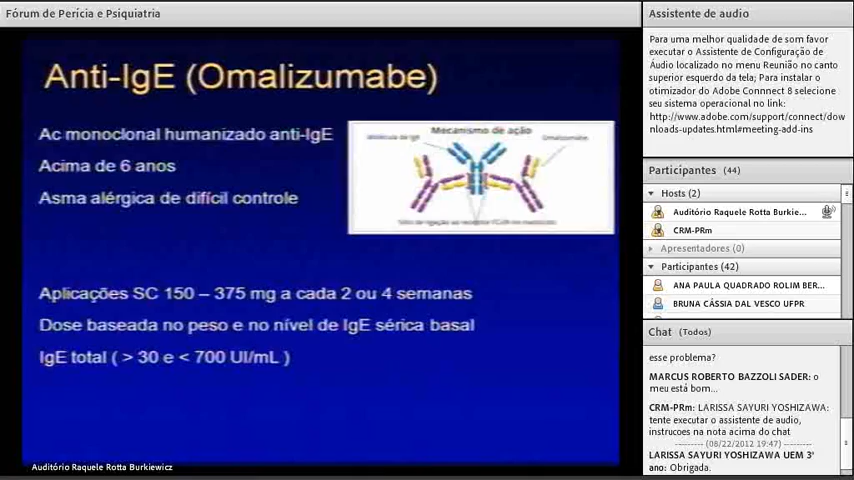 Fórum de Perícia e Psiquiatria
Anti-IgE (Omalizumabe)
Ac monoclonal humanizado anti-IgE
Acima de 6 anos
Asma alérgica de difícil controle
Mecanismo de ação
Molécula de IgE
Omalizumabe
Aplicações SC 150 – 375 mg a cada 2 ou 4 semanas
Dose baseada no peso e no nível de IgE sérica basal
IgE total ( > 30 e < 700 UI/mL )
Auditório Raquele Rotta Burkiewicz
Assistente de audio
Para uma melhor qualidade de som favor
executar o Assistente de Configuração de
Áudio localizado no menu Reunião no canto
superior esquerdo da tela; Para instalar o
otimizador do Adobe Connnect 8 selecione
seu sistema operacional no link:
http://www.adobe.com/support/connect/dow
nloads-updates.html#meeting-add-ins
Participantes (44)
Hosts (2)
Auditório Raquele Rotta Burkie...
CRM-PRm
Apresentadores (0)
Participantes (42)
ANA PAULA QUADRADO ROLIM BER...
BRUNA CÁSSIA DAL VESCO UFPR
Chat (Todos)
esse problema?
MARCUS ROBERTO BAZZOLI SADER: o
meu está bom...
CRM-PRm: LARISSA SAYURI YOSHIZAWA:
tente executar o assistente de audio,
instrucoes na nota acima do chat
--------- (08/22/2012 19:47) ---------
LARISSA SAYURI YOSHIZAWA UEM 3°
ano: Obrigada.